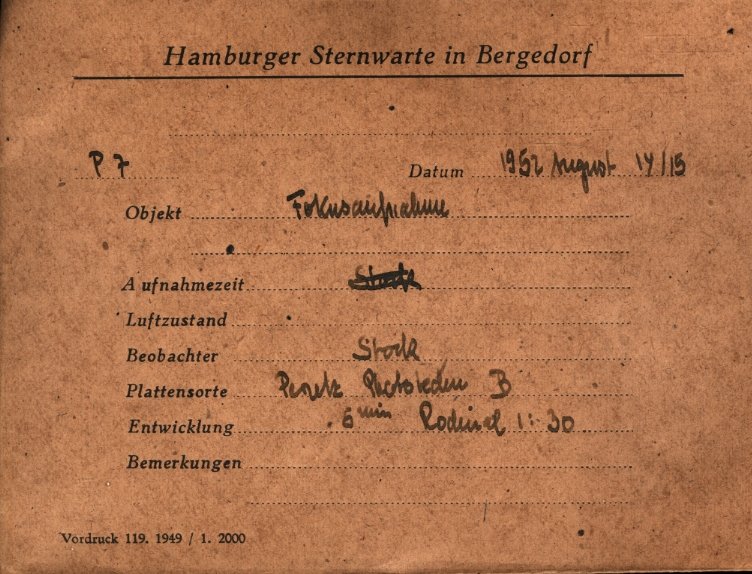 Hamburger Sternwarte in Bergedorf
P 7 Datum 1952 August 14/15
Objekt Fokusaufnahme
Aufnahmezeit Stock
Luftzustand
Beobachter Stock
Plattensorte Perutz B
Entwicklung 6 min Rodinal 1:30
Bemerkungen
Vordruck 119. 1949 / 1. 2000